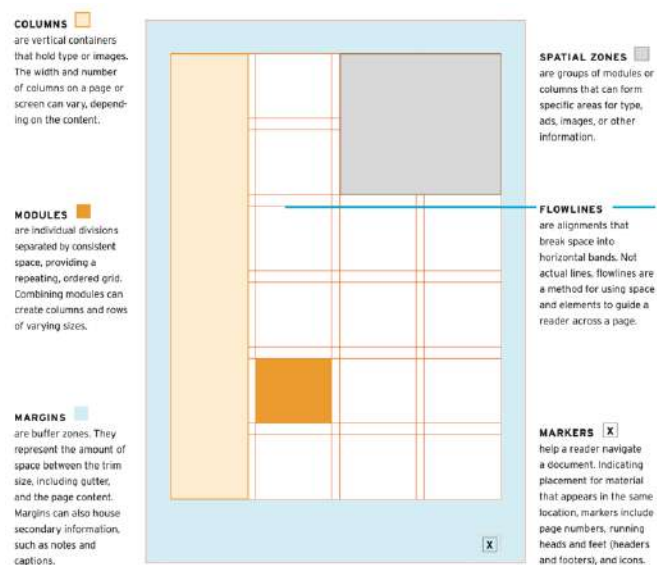 COLUMNS
are vertical containers
that hold type or images.
The width and number
of columns on a page or
screen can vary, depend-
ing on the content.
MODULES
are individual divisions
separated by consistent
space, providing a
repeating, ordered grid.
Combining modules can
create columns and rows
of varying sizes.
MARGINS
are buffer zones. They
represent the amount of
space between the trim
size, including gutter,
and the page content.
Margins can also house
secondary information,
such as notes and
captions.
X
SPATIAL ZONES
are groups of modules or
columns that can form
specific areas for type,
ads, images, or other
information.
FLOWLINES
are alignments that
break space into
horizontal bands. Not
actual lines, flowlines are
a method for using space
and elements to guide a
reader across a page.
MARKERS X
help a reader navigate
a document. Indicating
placement for material
that appears in the same
location, markers include
page numbers, running
heads and feet (headers
and footers), and icons.